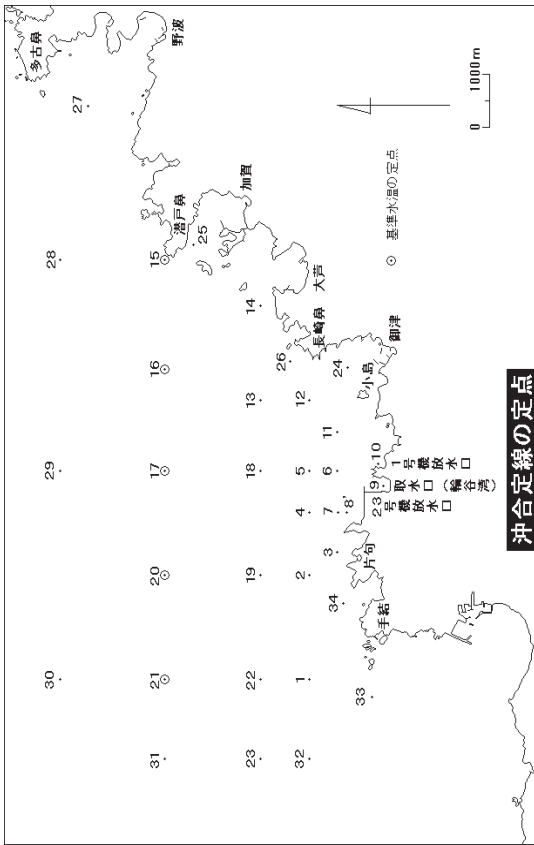 30 29 28
多古鼻
27
31 21 20 17 16 15
野波
潜戸鼻
25
加賀
23 22 19 18 13 14
26
32 1 2 4 5 12
長崎鼻
大芦
34 3 7 6 11 24
8'
33
片句
小島
9 10
手結
23号機放水口
取水口(輪谷湾)
1号機放水口
御津
⊙ 基準水温の定点
0 1000m
沖合定線の定点